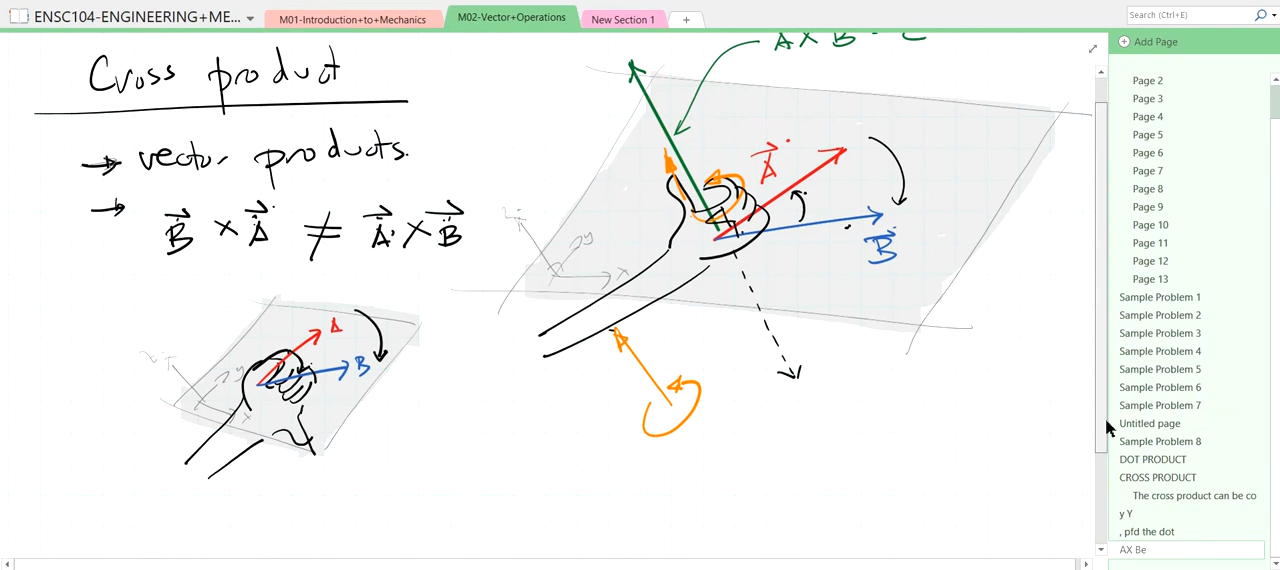 ENSC104-ENGINEERING+ME...
M01-Introduction+to+Mechanics
M02-Vector+Operations
New Section 1
+
Search (Ctrl+E)
Add Page
Cross product
→ vector products.
→ B × A ≠ A × B
A × B = C
A
B
y
x
z
A
B
y
x
Page 2
Page 3
Page 4
Page 5
Page 6
Page 7
Page 8
Page 9
Page 10
Page 11
Page 12
Page 13
Sample Problem 1
Sample Problem 2
Sample Problem 3
Sample Problem 4
Sample Problem 5
Sample Problem 6
Sample Problem 7
Untitled page
Sample Problem 8
DOT PRODUCT
CROSS PRODUCT
The cross product can be co
y Y
, pfd the dot
AX Be